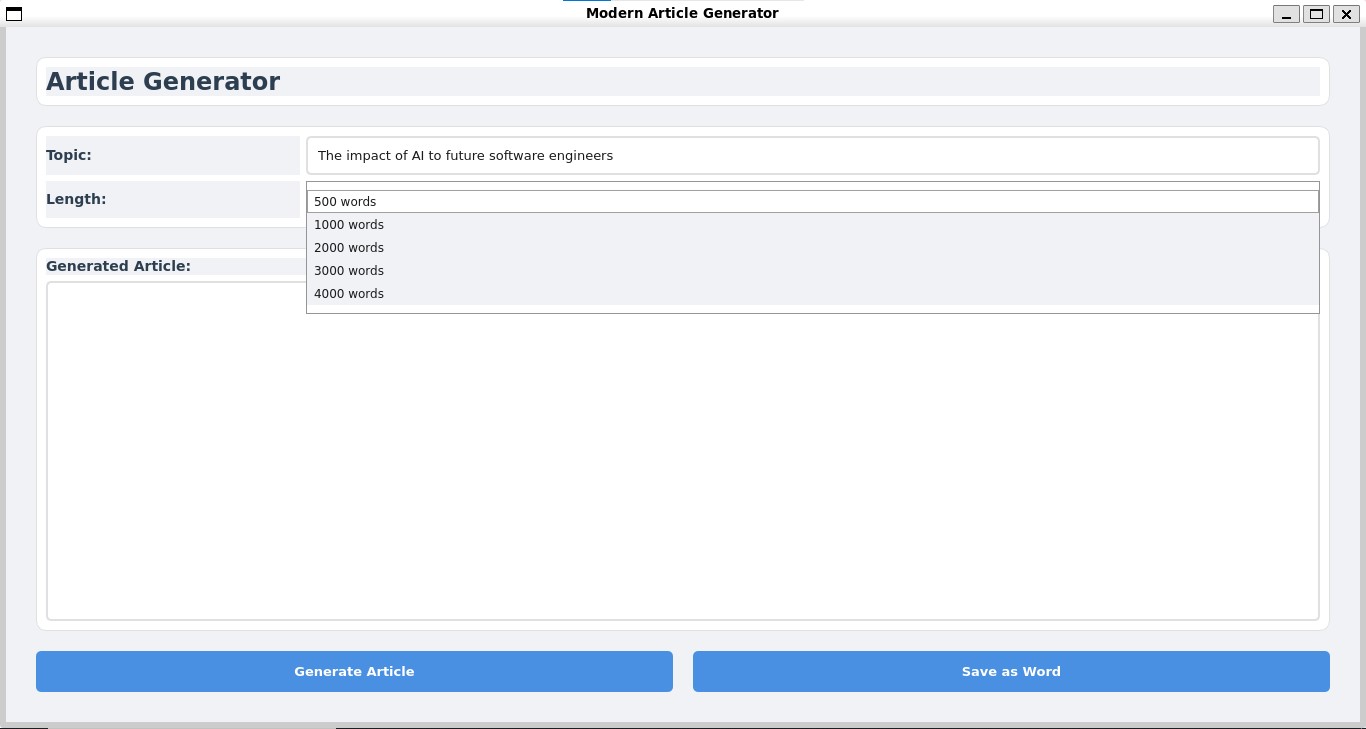 Modern Article Generator
Article Generator
Topic:
The impact of AI to future software engineers
Length:
500 words
1000 words
2000 words
3000 words
4000 words
Generated Article:
Generate Article
Save as Word